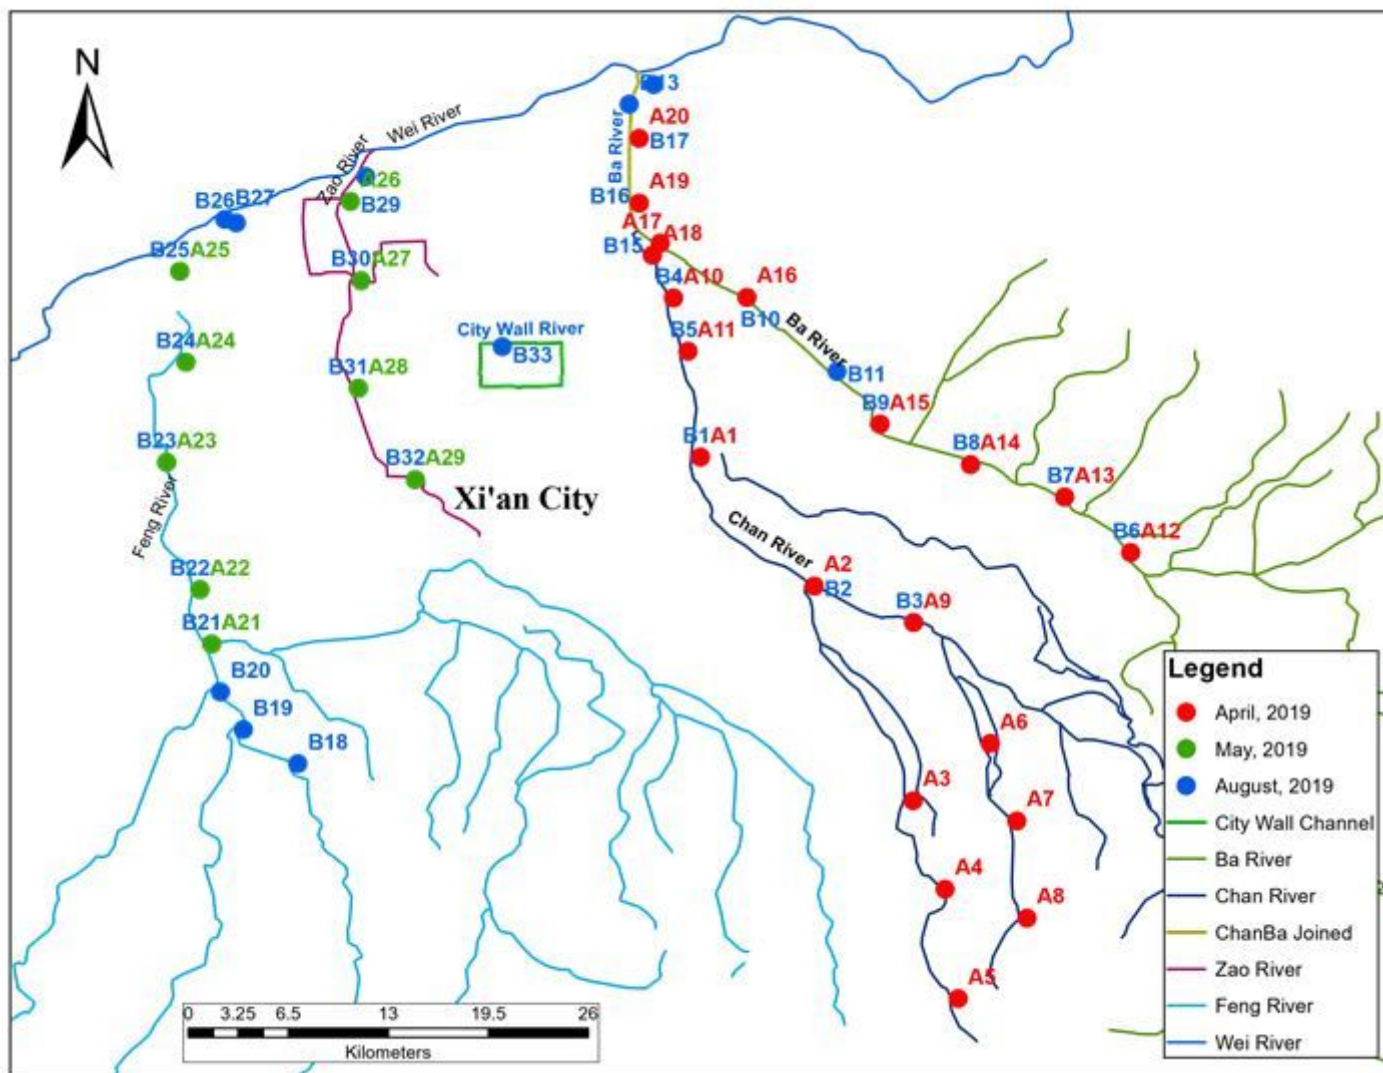 N
B13
A20
B17
Wei River
Ba River
Zao River
A26
B29
A19
B16
B26
B27
A17
A18
B15
B25A25
B30A27
B4A10
A16
B10
City Wall River
B33
B5A11
Ba River
B24A24
B31A28
B11
B9A15
B1A1
B23A23
B32A29
B8A14
B7A13
Xi'an City
Feng River
Chan River
B6A12
B22A22
A2
B2
B3A9
B21A21
B20
B19
B18
A6
A3
A7
A4
A8
A5
Legend
April, 2019
May, 2019
August, 2019
City Wall Channel
Ba River
Chan River
ChanBa Joined
Zao River
Feng River
Wei River
0 3.25 6.5 13 19.5 26
Kilometers